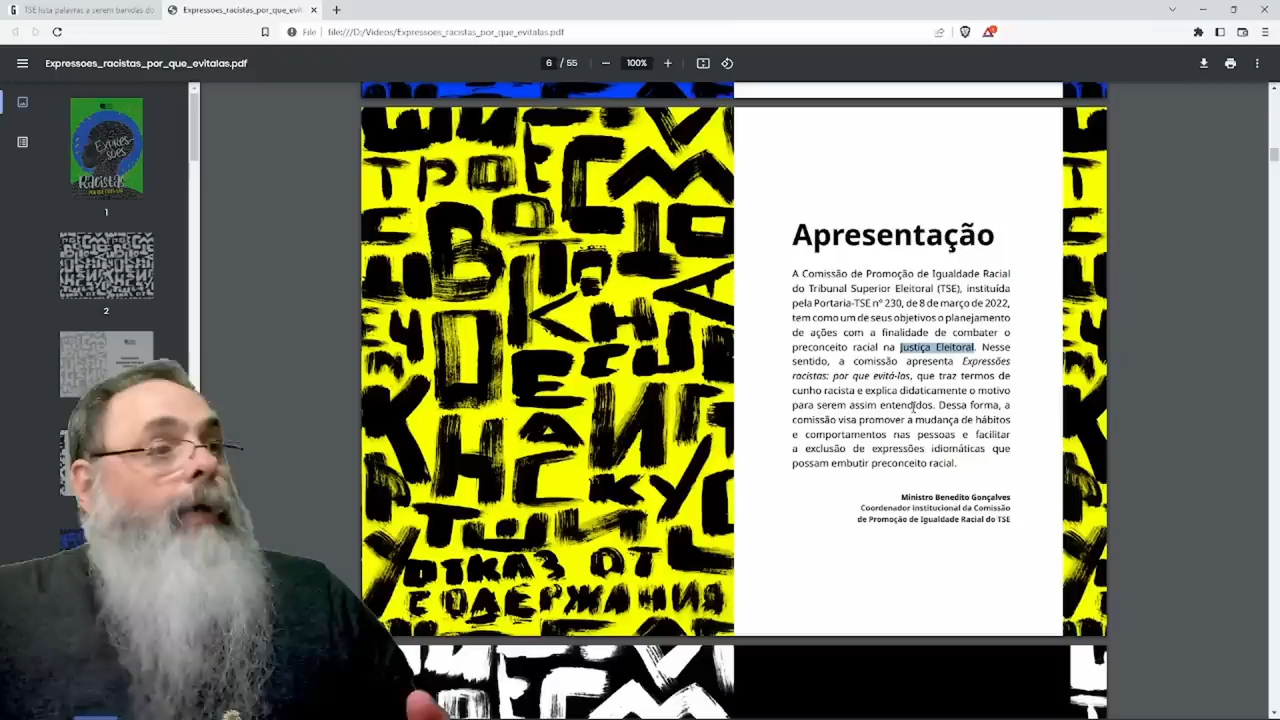 TSE lista palavras a serem banidas do
Expressoes_racistas_por_que_evit
File
file:///D:/Videos/Expressoes_racistas_por_que_evitalas.pdf
Expressoes_racistas_por_que_evitalas.pdf
6 / 55
100%
Expres-
sões
Racistas
1
2
Apresentação
A Comissão de Promoção de Igualdade Racial
do Tribunal Superior Eleitoral (TSE), instituída
pela Portaria-TSE nº 230, de 8 de março de 2022,
tem como um de seus objetivos o planejamento
de ações com a finalidade de combater o
preconceito racial na Justiça Eleitoral. Nesse
sentido, a comissão apresenta Expressões
racistas: por que evitá-las, que traz termos de
cunho racista e explica didaticamente o motivo
para serem assim entendidos. Dessa forma, a
comissão visa promover a mudança de hábitos
e comportamentos nas pessoas e facilitar
a exclusão de expressões idiomáticas que
possam embutir preconceito racial.
Ministro Benedito Gonçalves
Coordenador institucional da Comissão
de Promoção de Igualdade Racial do TSE
ОТКАЗ ОТ
СОДЕРЖАНИЯ